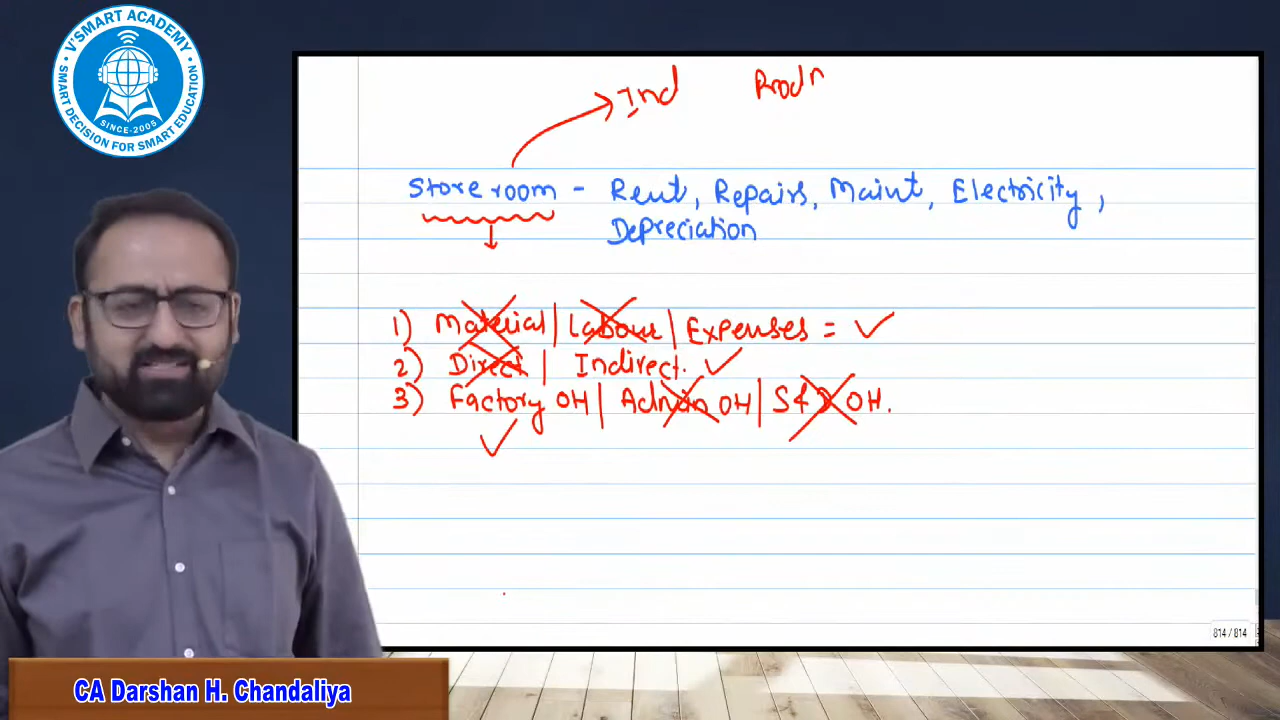 V'SMART ACADEMY
SMART DECISION FOR SMART EDUCATION
SINCE-2005
Ind Prodn
Store room - Rent, Repairs, Maint, Electricity,
Depreciation
1) Material | Labour | Expenses = ✓
2) Direct | Indirect. ✓
3) Factory OH | Admn OH | S&D OH.
✓
814 / 814
CA Darshan H. Chandaliya